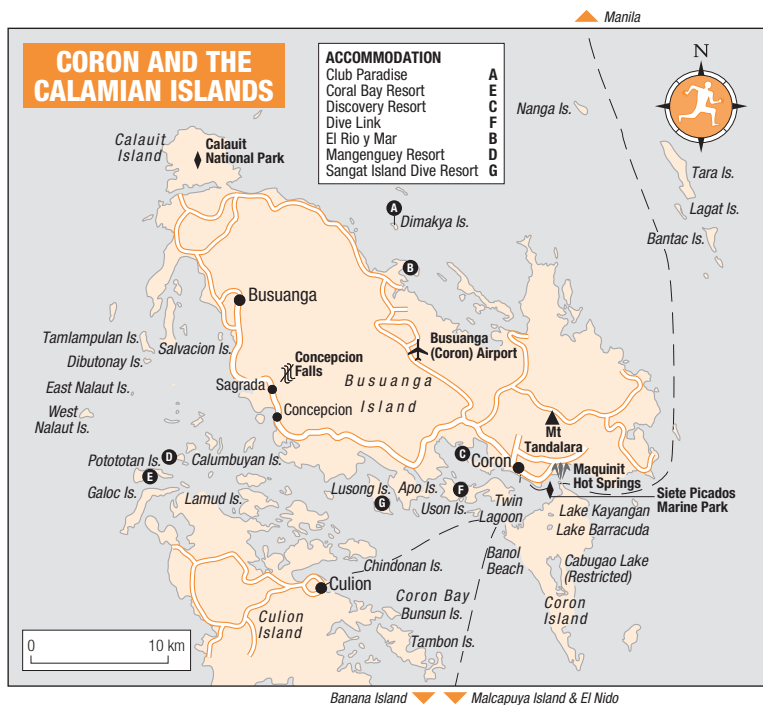 Manila
CORON AND THE
CALAMIAN ISLANDS
ACCOMMODATION
Club Paradise A
Coral Bay Resort E
Discovery Resort C
Dive Link F
El Rio y Mar B
Mangenguey Resort D
Sangat Island Dive Resort G
N
Nanga Is.
Calauit
Island
Calauit
National Park
Tara Is.
Lagat Is.
Bantac Is.
A
Dimakya Is.
B
Busuanga
Tamlampulan Is.
Salvacion Is.
Dibutonay Is.
Busuanga
(Coron) Airport
Concepcion
Falls
Sagrada
Busuanga
Island
East Nalaut Is.
West
Nalaut Is.
Concepcion
Mt
Tandalara
Potototan Is.
D
Calumbuyan Is.
C
Coron
Maquinit
Hot Springs
E
Galoc Is.
Lamud Is.
Lusong Is.
G
Apo Is.
F
Uson Is.
Twin
Lagoon
Siete Picados
Marine Park
Lake Kayangan
Lake Barracuda
Banol
Beach
Cabugao Lake
(Restricted)
Chindonan Is.
Culion
Culion
Island
Coron Bay
Bunsun Is.
Coron
Island
Tambon Is.
0 10 km
Banana Island
Malcapuya Island & El Nido